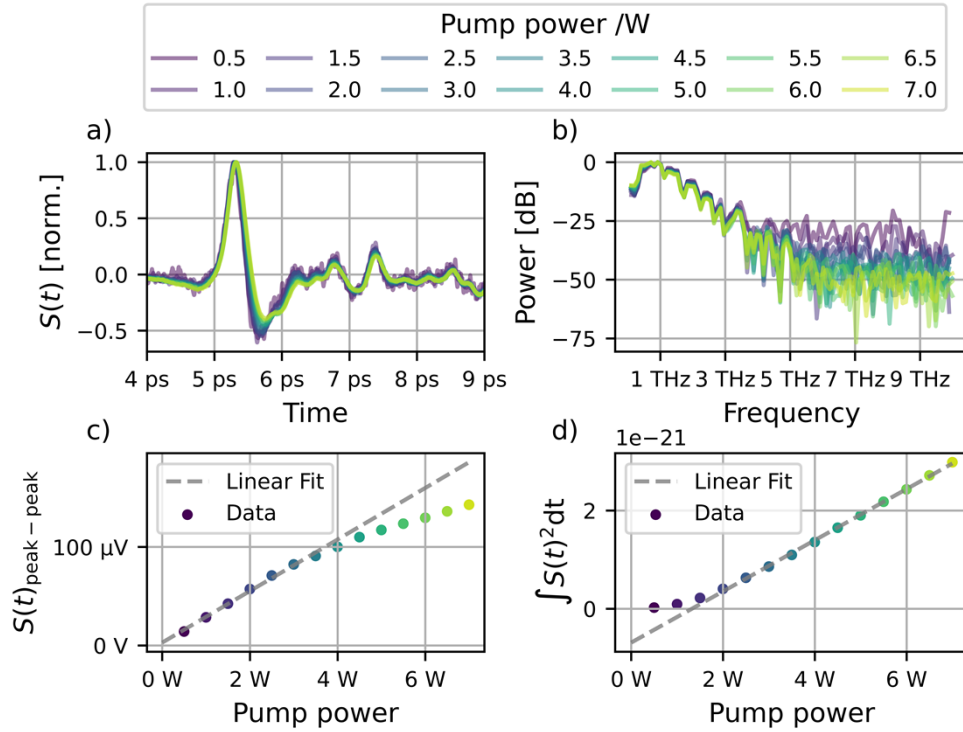 Pump power /W
0.5 1.5 2.5 3.5 4.5 5.5 6.5
1.0 2.0 3.0 4.0 5.0 6.0 7.0
a)
S(t) [norm.]
1.0
0.5
0.0
−0.5
4 ps 5 ps 6 ps 7 ps 8 ps 9 ps
Time
b)
Power [dB]
0
−25
−50
−75
1 THz 3 THz 5 THz 7 THz 9 THz
Frequency
c)
S(t)peak−peak
100 µV
0 V
Linear Fit
Data
0 W 2 W 4 W 6 W
Pump power
d)
1e−21
∫S(t)²dt
2
0
Linear Fit
Data
0 W 2 W 4 W 6 W
Pump power